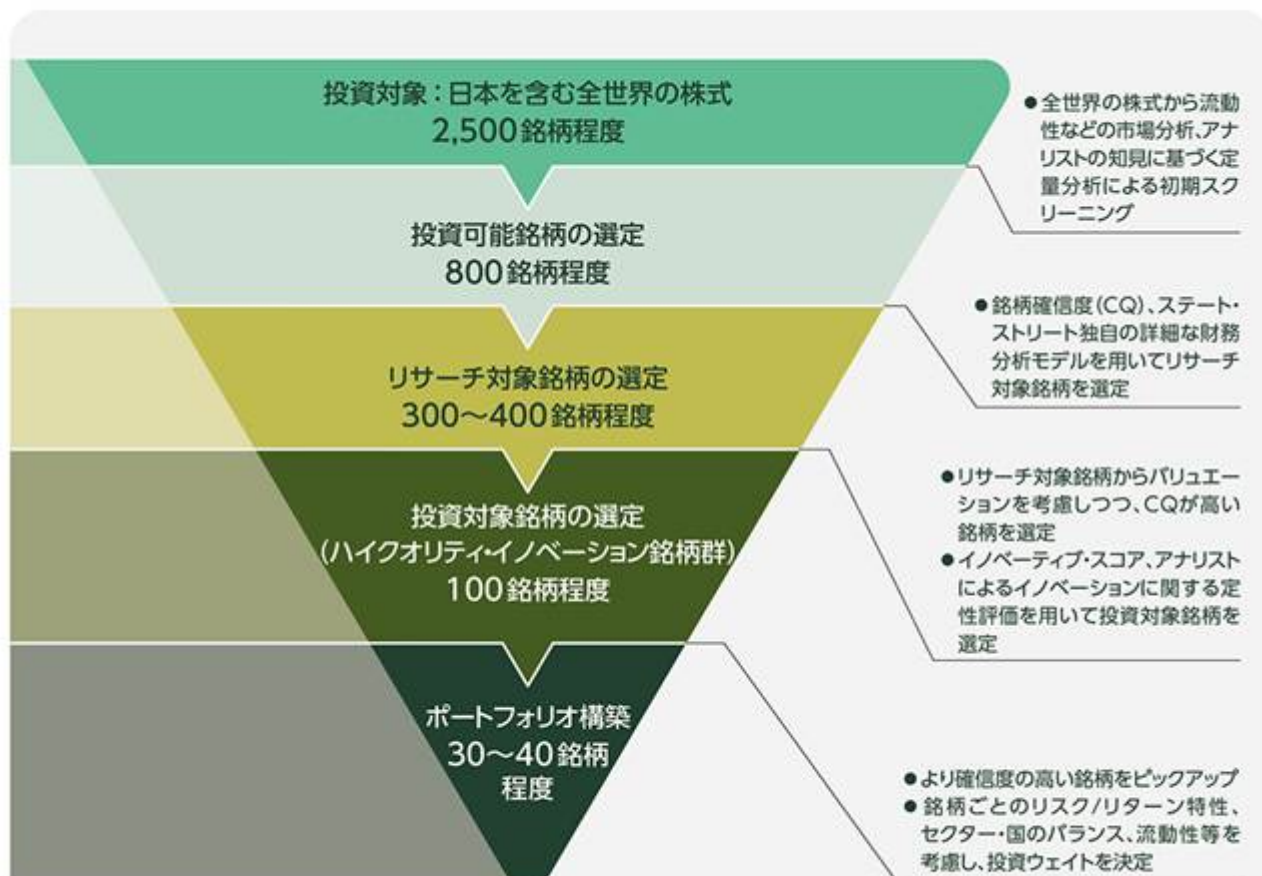 投資対象：日本を含む全世界の株式
2,500銘柄程度
●全世界の株式から流動
性などの市場分析、アナ
リストの知見に基づく定
量分析による初期スク
リーニング
投資可能銘柄の選定
800銘柄程度
●銘柄確信度(CQ)、ステート・
ストリート独自の詳細な財務
分析モデルを用いてリサーチ
対象銘柄を選定
リサーチ対象銘柄の選定
300～400銘柄程度
●リサーチ対象銘柄からバリュエー
ションを考慮しつつ、CQが高い
銘柄を選定
●イノベーティブ・スコア、アナリスト
によるイノベーションに関する定
性評価を用いて投資対象銘柄を
選定
投資対象銘柄の選定
(ハイクオリティ・イノベーション銘柄群)
100銘柄程度
ポートフォリオ構築
30～40銘柄
程度
●より確信度の高い銘柄をピックアップ
●銘柄ごとのリスク/リターン特性、
セクター・国のバランス、流動性等を
考慮し、投資ウェイトを決定